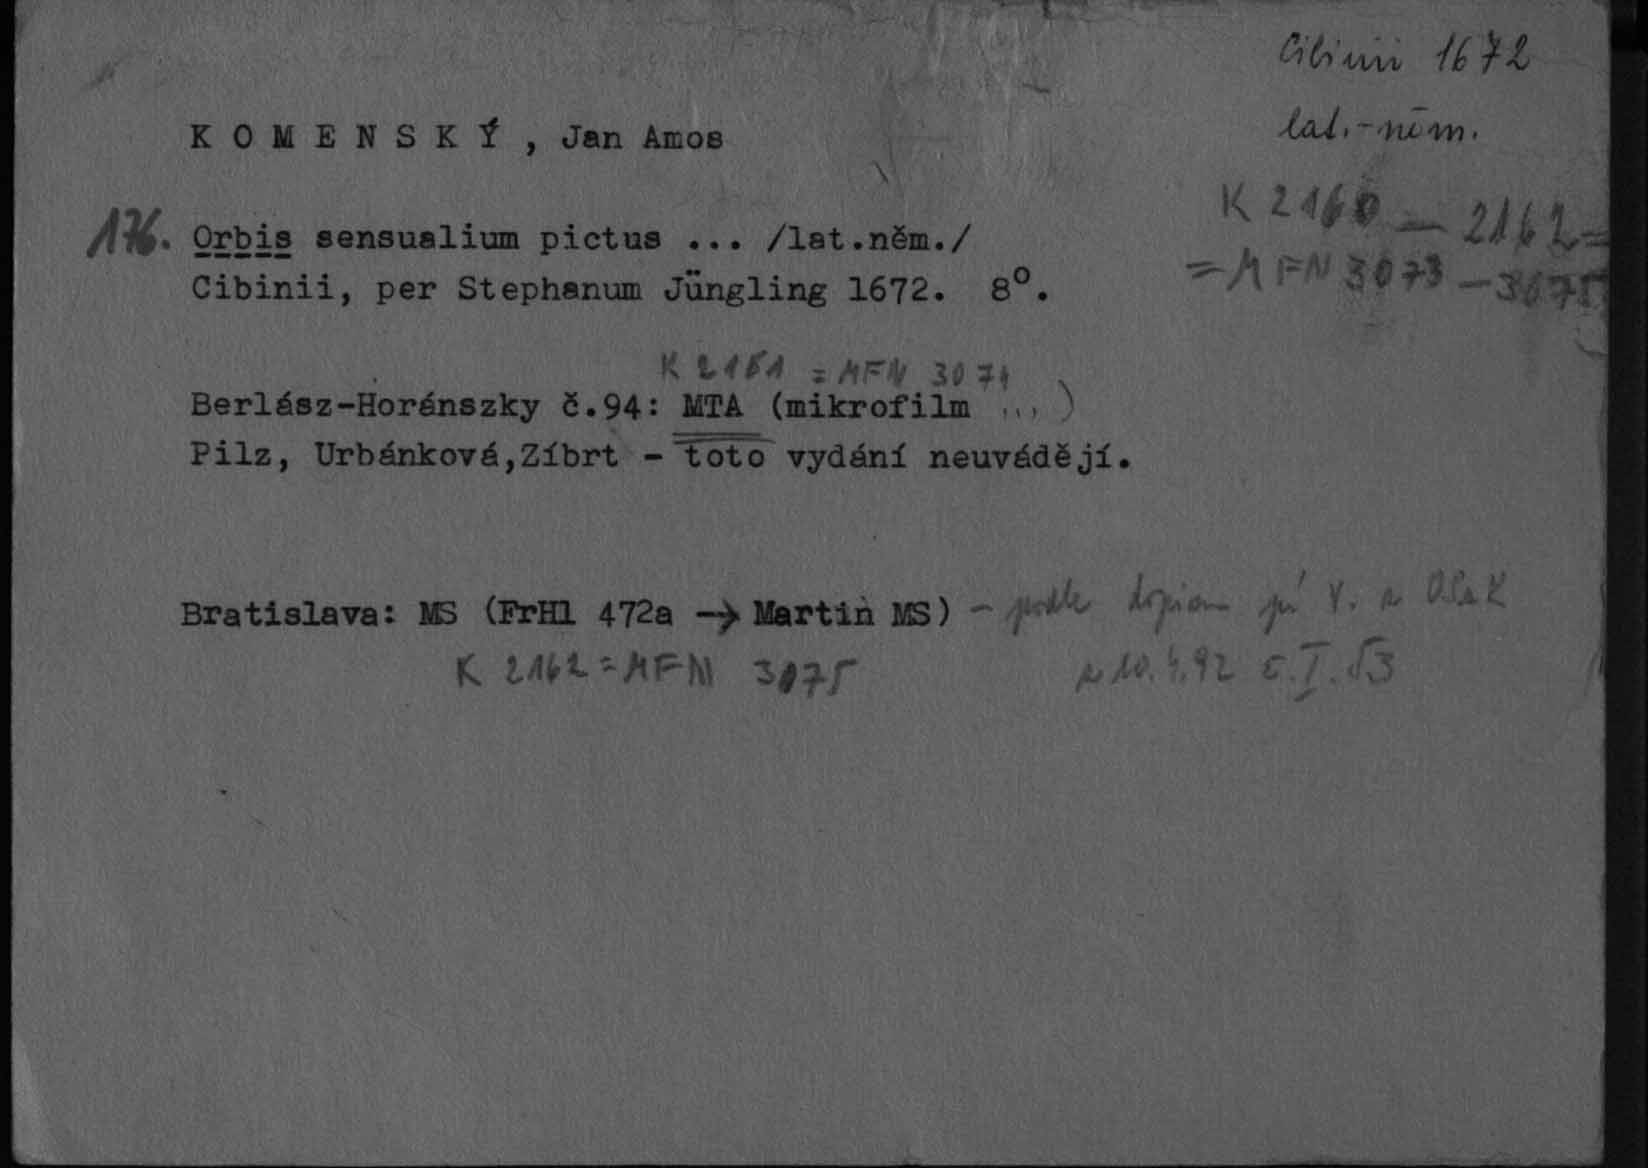 Cibinii 1672
lat.-něm.
K O M E N S K Ý , Jan Amos
K 2160 — 2162 =
= MFN 3073 — 3075
176. Orbis sensualium pictus ... /lat.něm./
Cibinii, per Stephanum Jüngling 1672. 8°.
K 2161 = MFN 3074
Berlász-Horánszky č.94: MTA (mikrofilm ... )
Pilz, Urbánková,Zíbrt - toto vydání neuvádějí.
Bratislava: MS (FrHl 472a → Martin MS) - podle dopisu
K 2162 = MFN 3075